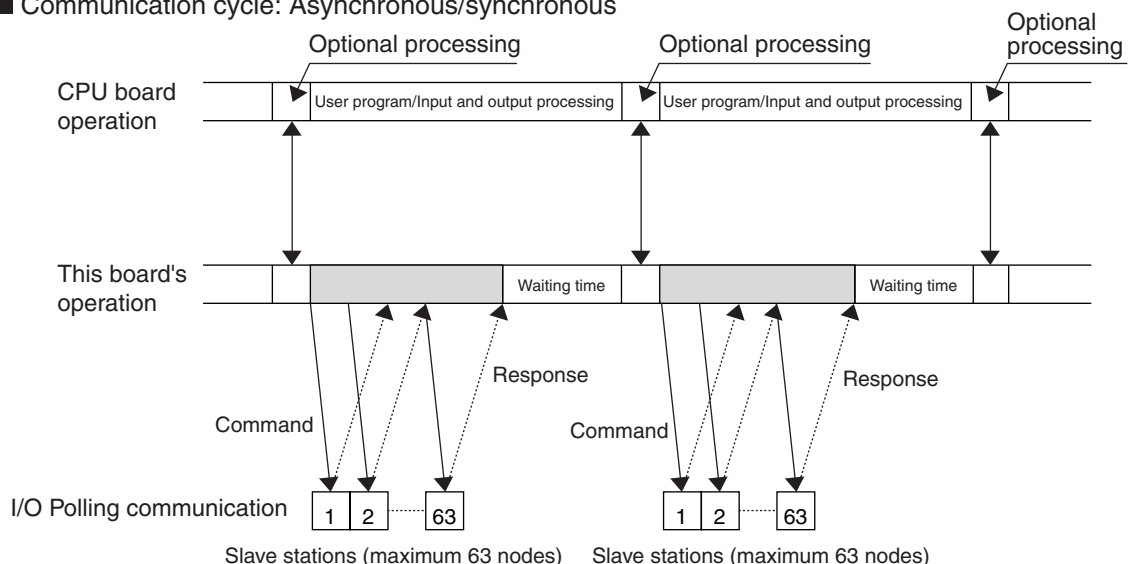 ■ Communication cycle: Asynchronous/synchronous
Optional processing
Optional processing
Optional
processing
CPU board
operation
User program/Input and output processing
User program/Input and output processing
This board's
operation
Waiting time
Waiting time
Response
Response
Command
Command
I/O Polling communication
1 2 63
1 2 63
Slave stations (maximum 63 nodes)
Slave stations (maximum 63 nodes)